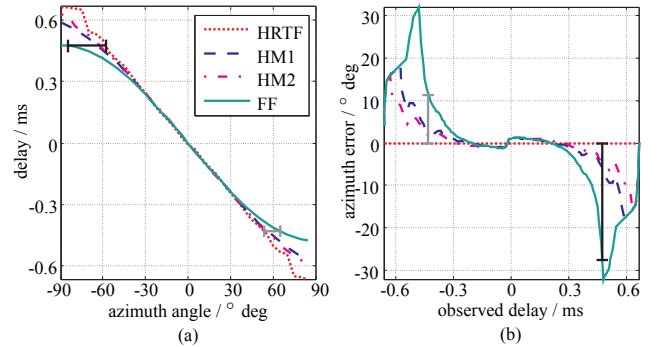 0.6
0.3
0
-0.3
-0.6
delay / ms
-90 -60 -30 0 30 60 90
azimuth angle / ° deg
(a)
HRTF
HM1
HM2
FF
30
20
10
0
-10
-20
-30
azimuth error / ° deg
-0.6 -0.3 0 0.3 0.6
observed delay / ms
(b)